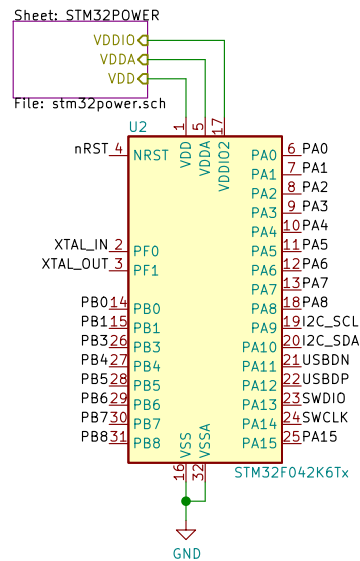 Sheet: STM32POWER
VDDIO
VDDA
VDD
File: stm32power.sch
U2
1 5 17
VDD VDDA VDDIO2
nRST 4 NRST
PA0 6 PA0
PA1 7 PA1
PA2 8 PA2
PA3 9 PA3
PA4 10 PA4
XTAL_IN 2 PF0 PA5 11 PA5
XTAL_OUT 3 PF1 PA6 12 PA6
PA7 13 PA7
PB0 14 PB0 PA8 18 PA8
PB1 15 PB1 PA9 19 I2C_SCL
PB3 26 PB3 PA10 20 I2C_SDA
PB4 27 PB4 PA11 21 USBDN
PB5 28 PB5 PA12 22 USBDP
PB6 29 PB6 PA13 23 SWDIO
PB7 30 PB7 PA14 24 SWCLK
PB8 31 PB8 PA15 25 PA15
VSS VSSA
16 32
STM32F042K6Tx
GND